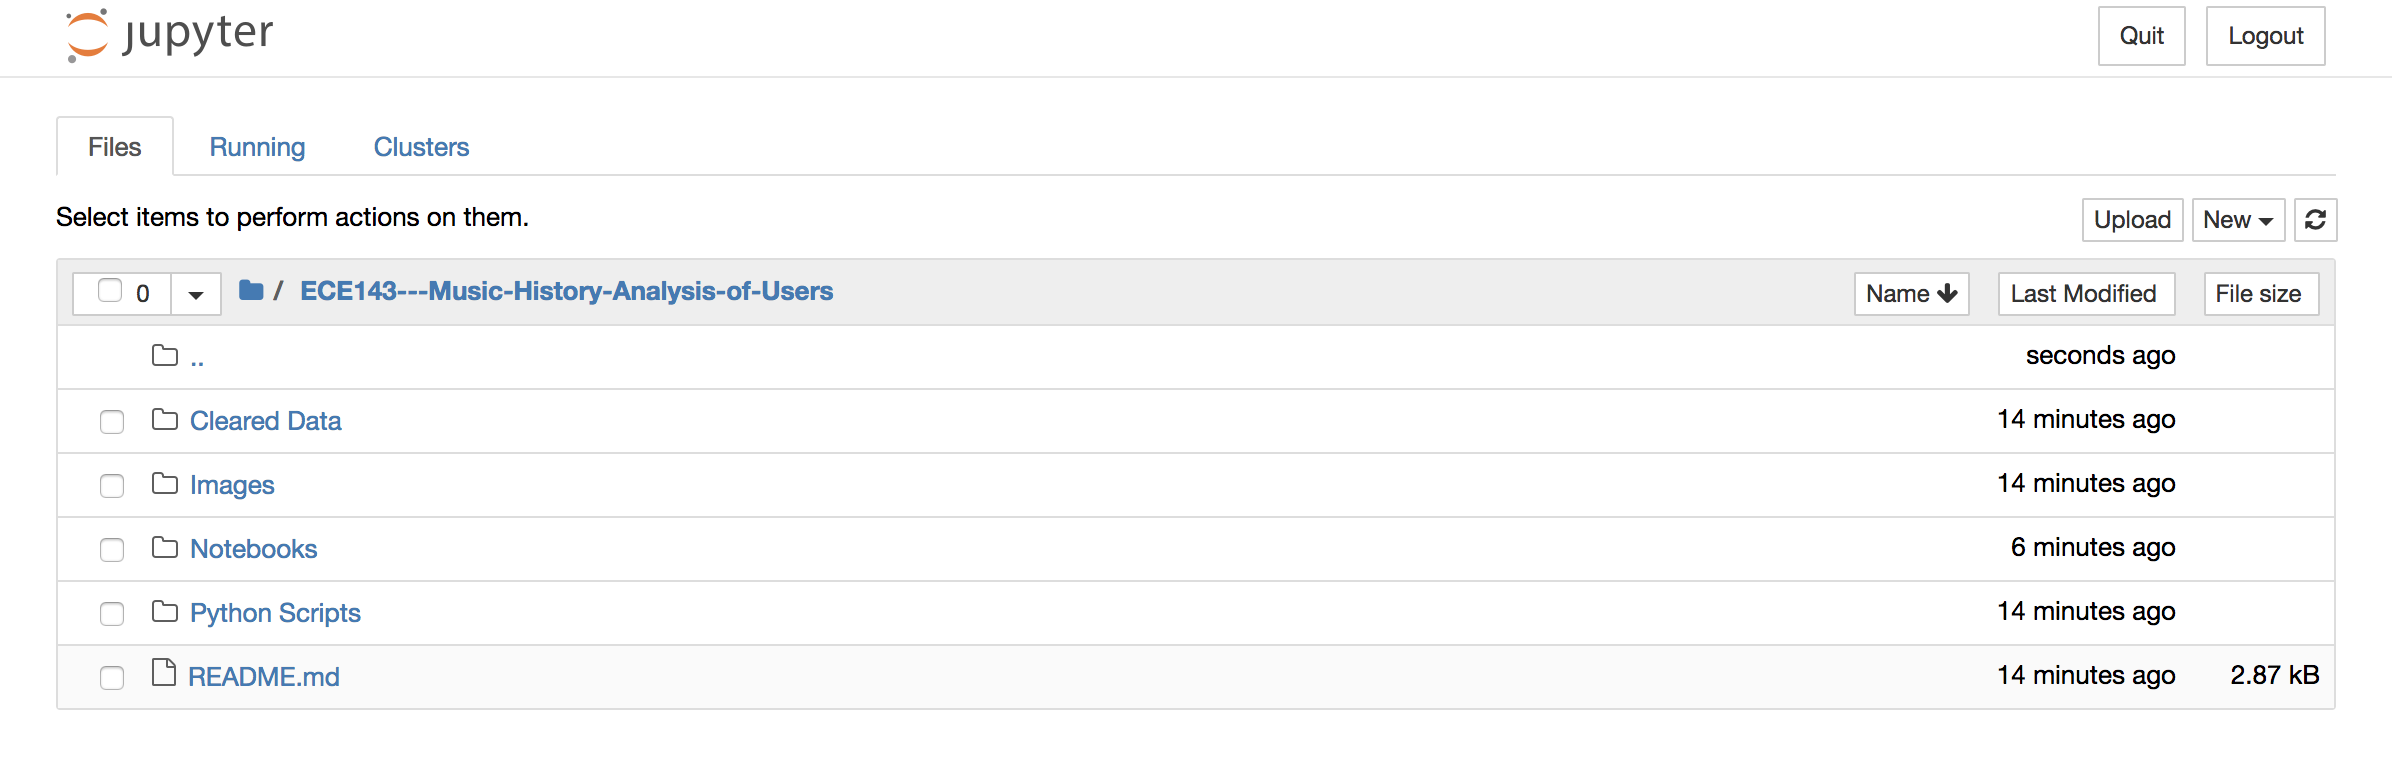 jupyter Quit Logout
Files Running Clusters
Select items to perform actions on them. Upload New
0 / ECE143---Music-History-Analysis-of-Users Name Last Modified File size
.. seconds ago
Cleared Data 14 minutes ago
Images 14 minutes ago
Notebooks 6 minutes ago
Python Scripts 14 minutes ago
README.md 14 minutes ago 2.87 kB